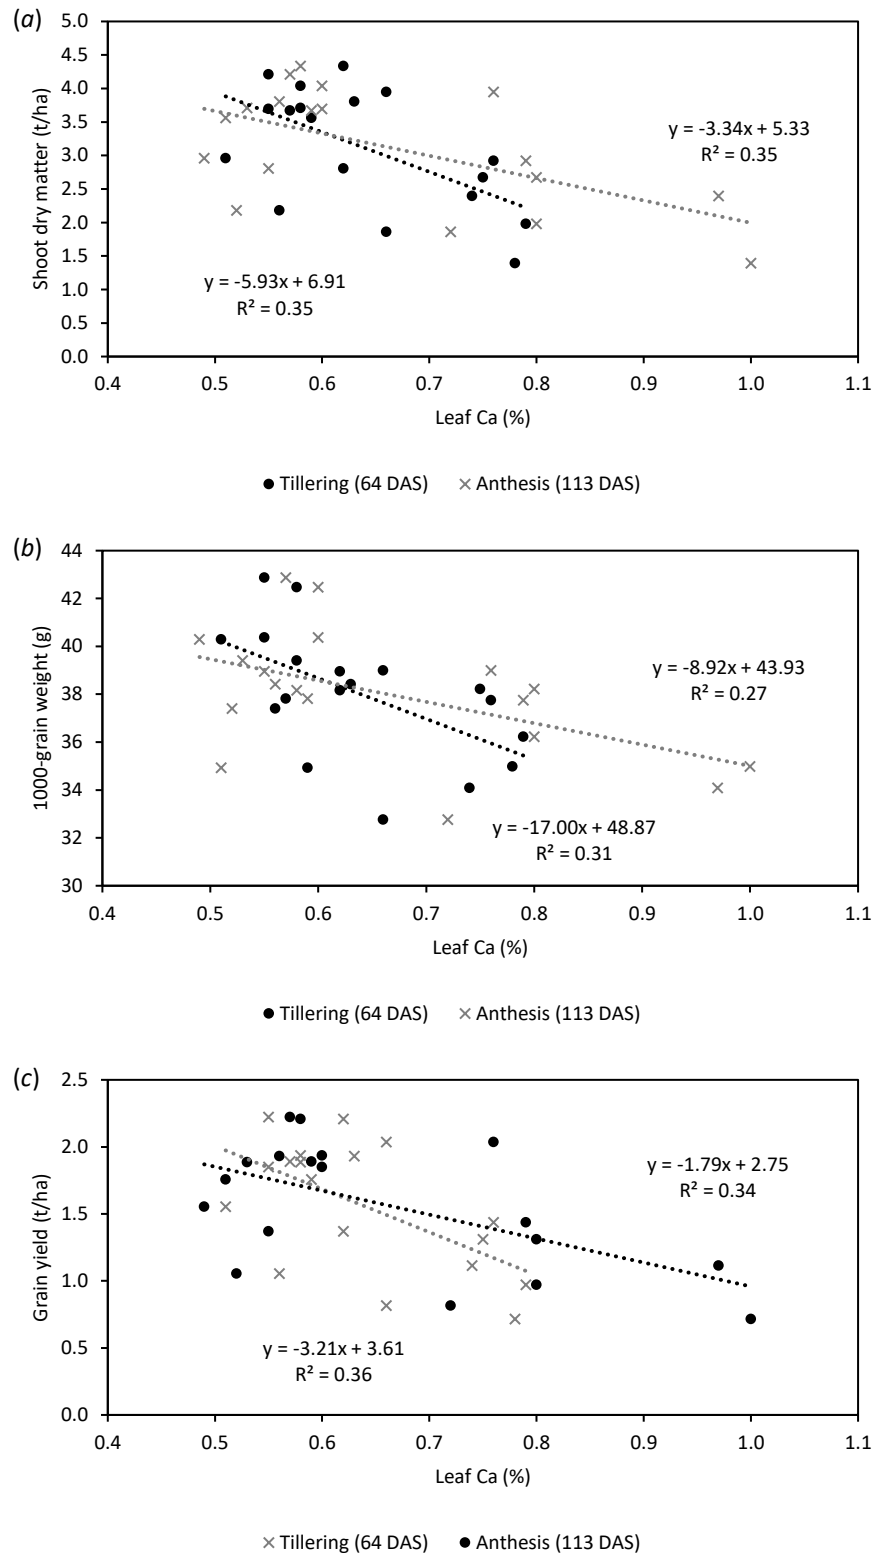 (a)
5.0
4.5
4.0
3.5
3.0
2.5
2.0
1.5
1.0
0.5
0.0
Shoot dry matter (t/ha)
y = -3.34x + 5.33
R² = 0.35
y = -5.93x + 6.91
R² = 0.35
0.4 0.5 0.6 0.7 0.8 0.9 1.0 1.1
Leaf Ca (%)
Tillering (64 DAS) Anthesis (113 DAS)
(b)
44
42
40
38
36
34
32
30
1000-grain weight (g)
y = -8.92x + 43.93
R² = 0.27
y = -17.00x + 48.87
R² = 0.31
0.4 0.5 0.6 0.7 0.8 0.9 1.0 1.1
Leaf Ca (%)
Tillering (64 DAS) Anthesis (113 DAS)
(c)
2.5
2.0
1.5
1.0
0.5
0.0
Grain yield (t/ha)
y = -1.79x + 2.75
R² = 0.34
y = -3.21x + 3.61
R² = 0.36
0.4 0.5 0.6 0.7 0.8 0.9 1.0 1.1
Leaf Ca (%)
Tillering (64 DAS) Anthesis (113 DAS)